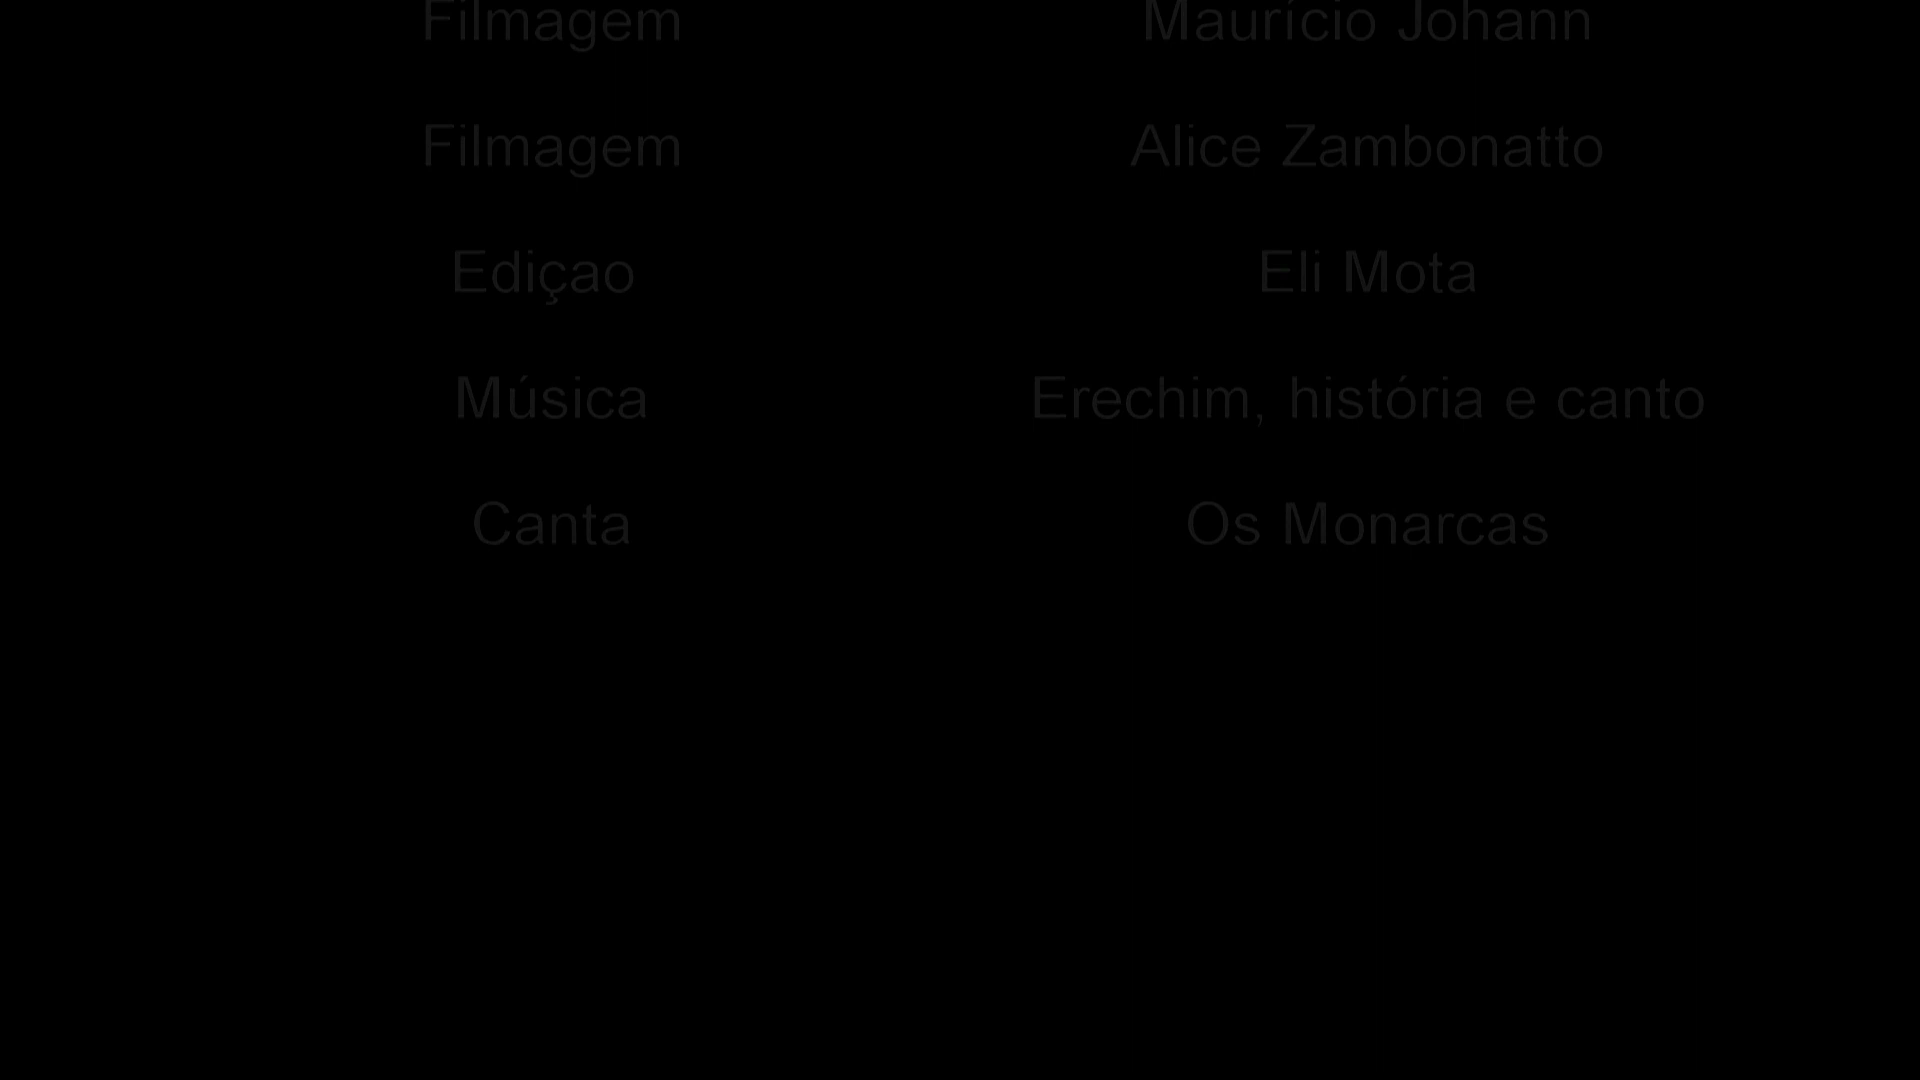 Filmagem Maurício Johann
Filmagem Alice Zambonatto
Ediçao Eli Mota
Música Erechim, história e canto
Canta Os Monarcas